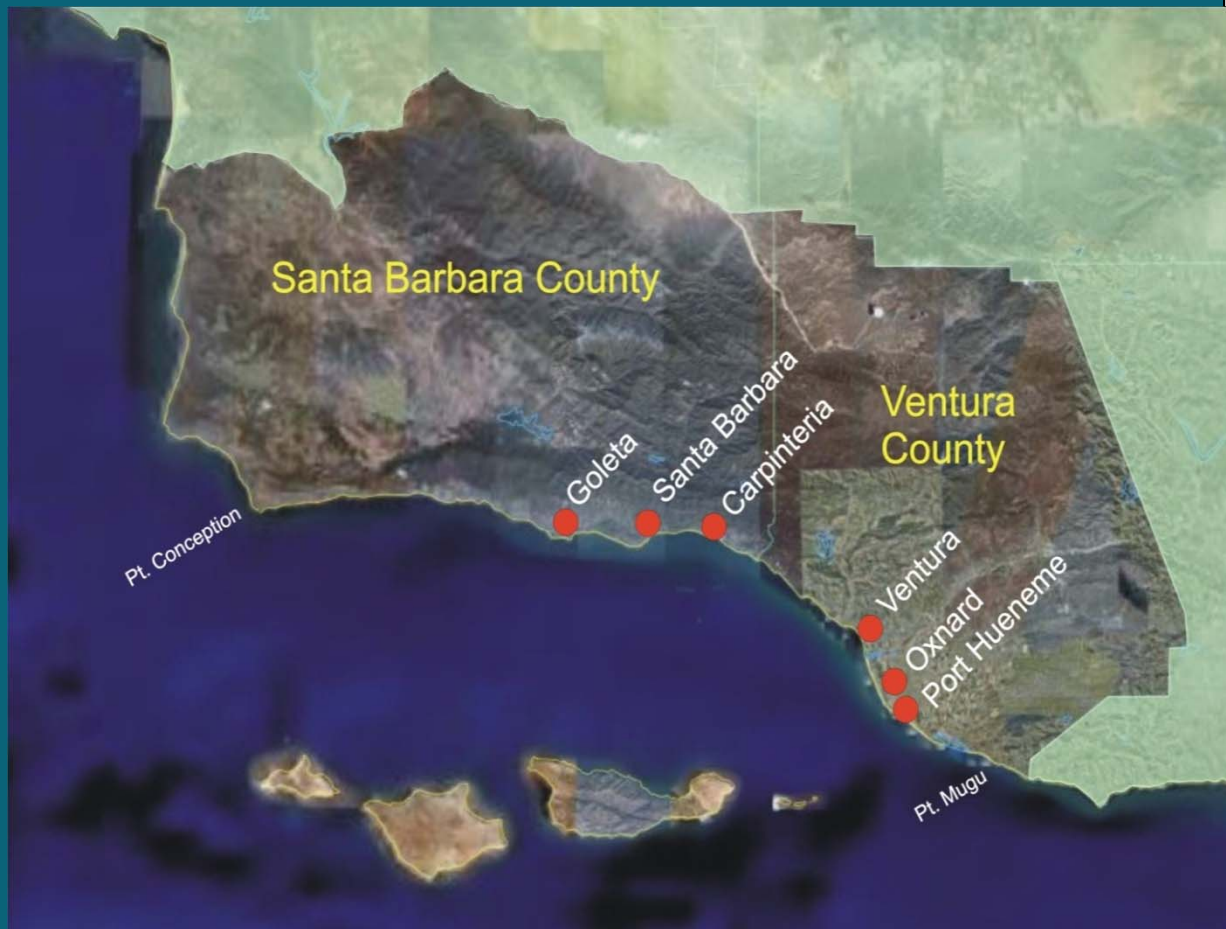 Santa Barbara County
Ventura
County
Goleta
Santa Barbara
Carpinteria
Ventura
Oxnard
Port Hueneme
Pt. Conception
Pt. Mugu